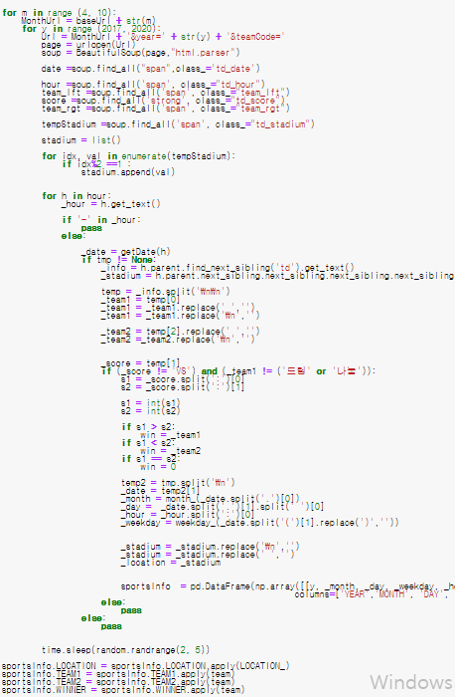 for m in range (4, 10):
MonthUrl = baseUrl + str(m)
for y in range (2017, 2020):
Url = MonthUrl + '&year=' + str(y) + '&teamCode='
page = urlopen(Url)
soup = BeautifulSoup(page,"html.parser")
date =soup.find_all("span",class_='td_date')
hour =soup.find_all('span', class_="td_hour")
team_lft =soup.find_all('span', class_="team_lft")
score =soup.find_all('strong', class_="td_score")
team_rgt =soup.find_all('span', class_="team_rgt")
tempStadium =soup.find_all('span', class_="td_stadium")
stadium = list()
for idx, val in enumerate(tempStadium):
if idx%2 ==1 :
stadium.append(val)
for h in hour:
_hour = h.get_text()
if '-' in _hour:
pass
else:
_date = getDate(h)
if tmp != None:
_info = h.parent.find_next_sibling('td').get_text()
_stadium = h.parent.next_sibling.next_sibling.next_sibling.next_sibling
temp = _info.split('₩n₩n')
_team1 = temp[0]
_team1 = _team1.replace(' ','')
_team1 = _team1.replace('₩n','')
_team2 = temp[2].replace(' ','')
_team2 =_team2.replace('₩n','')
_score = temp[1]
if (_score != 'VS') and (_team1 != ('드림' or '나눔')):
s1 = _score.split(':')[0]
s2 = _score.split(':')[1]
s1 = int(s1)
s2 = int(s2)
if s1 > s2:
win = _team1
if s1 < s2:
win = _team2
if s1 == s2:
win = 0
temp2 = tmp.split('₩n')
_date = temp2[1]
_month = month_(_date.split('.')[0])
_day = _date.split('.')[1].split(' ')[0]
_hour = _hour.split(':')[0]
_weekday = weekday_(_date.split('(')[1].replace(')',''))
_stadium = _stadium.replace('₩n','')
_stadium = _stadium.replace(' ','')
_location = _stadium
sportsInfo = pd.DataFrame(np.array([[y, _month, _day, _weekday, _h
columns=['YEAR','MONTH', 'DAY',
else:
pass
else:
pass
time.sleep(random.randrange(2, 5))
sportsInfo.LOCATION = sportsInfo.LOCATION.apply(LOCATION_)
sportsInfo.TEAM1 = sportsInfo.TEAM1.apply(team)
sportsInfo.TEAM2 = sportsInfo.TEAM2.apply(team)
sportsInfo.WINNER = sportsInfo.WINNER.apply(team)
Windows